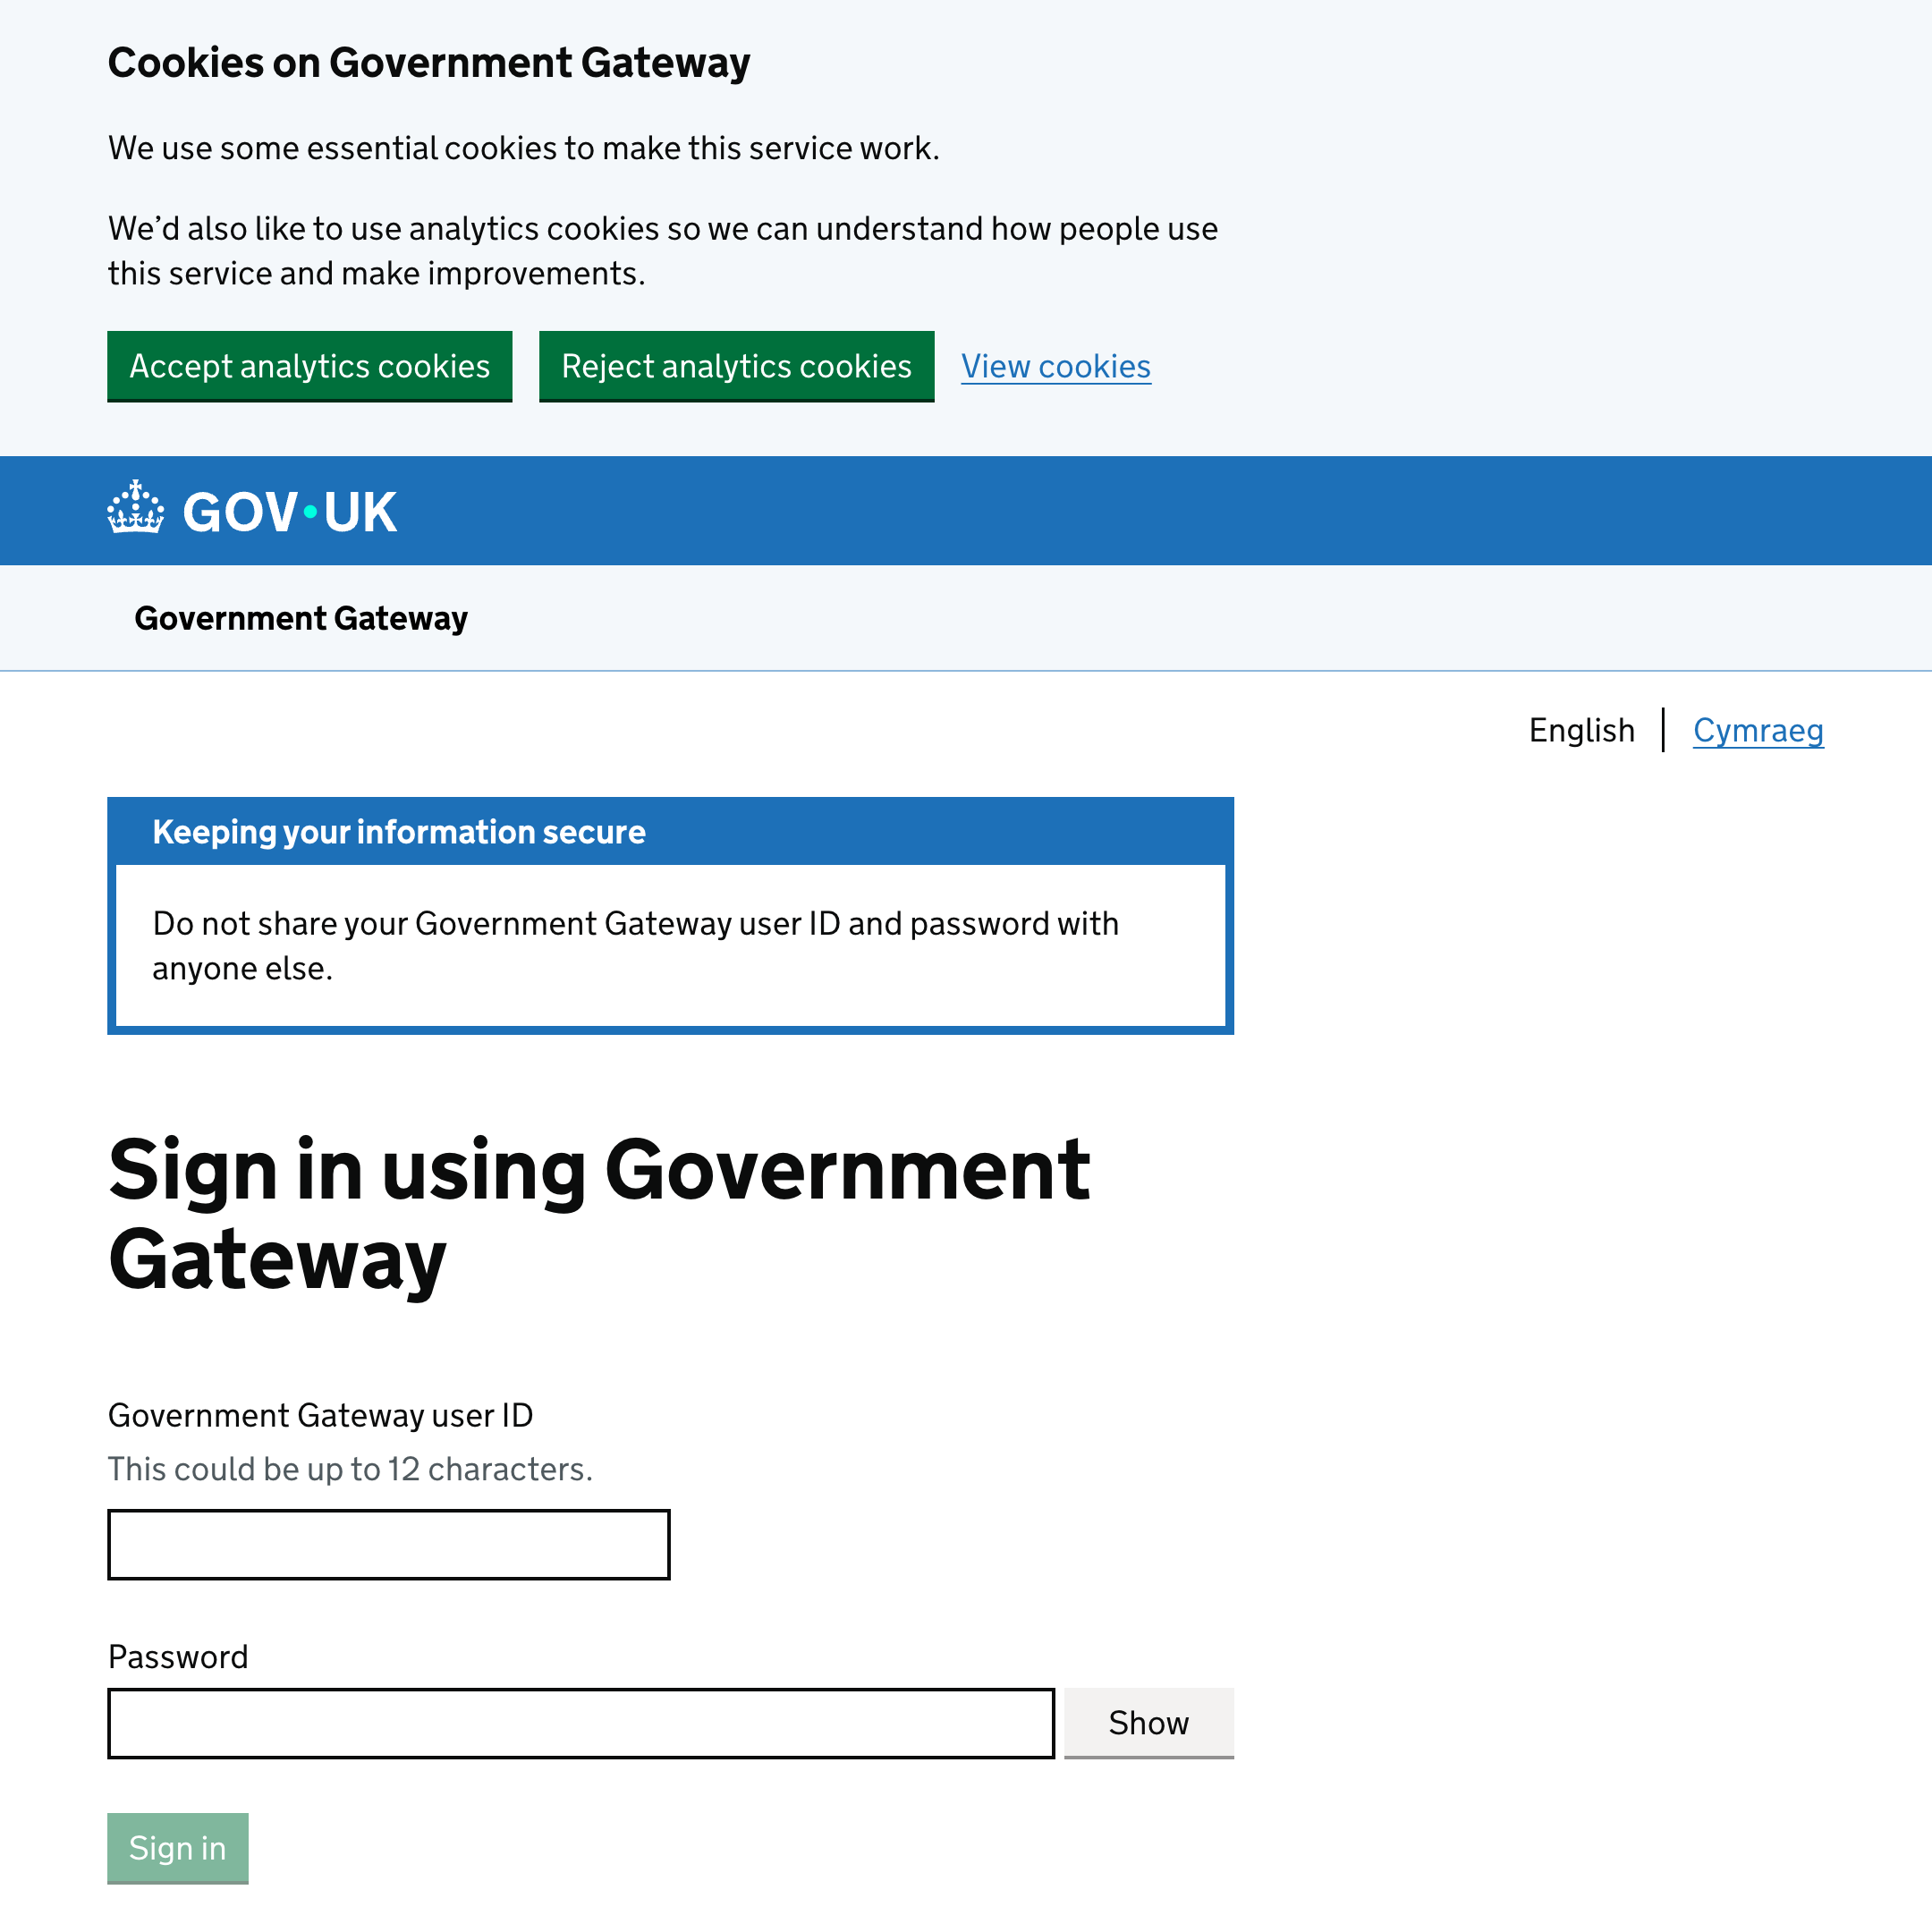 Cookies on Government Gateway
We use some essential cookies to make this service work.
We’d also like to use analytics cookies so we can understand how people use
this service and make improvements.
Accept analytics cookies
Reject analytics cookies
View cookies
GOV·UK
Government Gateway
English
Cymraeg
Keeping your information secure
Do not share your Government Gateway user ID and password with
anyone else.
Sign in using Government
Gateway
Government Gateway user ID
This could be up to 12 characters.
Password
Show
Sign in